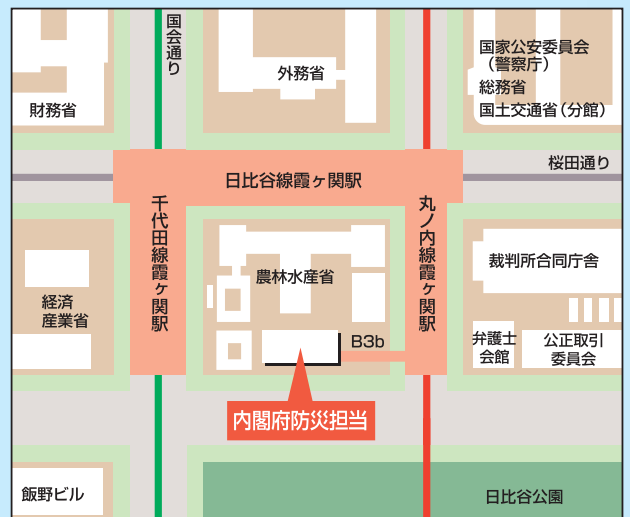 国会通り
国家公安委員会
（警察庁）
総務省
国土交通省（分館）
外務省
財務省
桜田通り
日比谷線霞ヶ関駅
千代田線霞ヶ関駅
丸ノ内線霞ヶ関駅
農林水産省
裁判所合同庁舎
経済
産業省
B3b
弁護士
会館
公正取引
委員会
内閣府防災担当
飯野ビル
日比谷公園